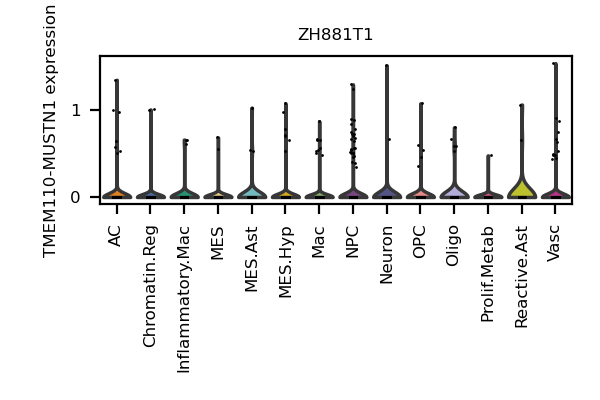 ZH881T1
TMEM110-MUSTN1 expression
1
0
AC
Chromatin.Reg
Inflammatory.Mac
MES
MES.Ast
MES.Hyp
Mac
NPC
Neuron
OPC
Oligo
Prolif.Metab
Reactive.Ast
Vasc